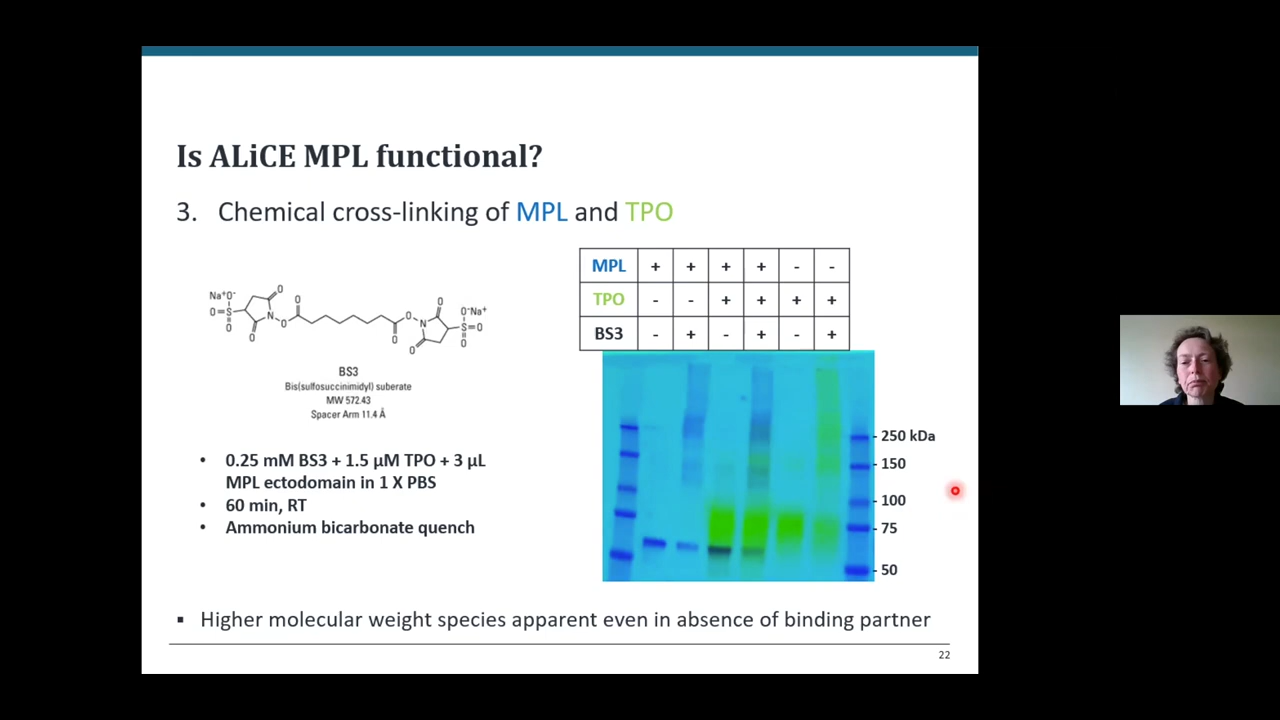 Is ALiCE MPL functional?
3. Chemical cross-linking of MPL and TPO
MPL + + + + - -
TPO - - + + + +
BS3 - + - + - +
Na⁺O⁻ O O O⁻Na⁺
O=S N O O N S=O
O O O O O O
BS3
Bis(sulfosuccinimidyl) suberate
MW 572.43
Spacer Arm 11.4 Å
- 250 kDa
- 150
- 100
- 75
- 50
• 0.25 mM BS3 + 1.5 µM TPO + 3 µL
MPL ectodomain in 1 X PBS
• 60 min, RT
• Ammonium bicarbonate quench
▪ Higher molecular weight species apparent even in absence of binding partner
22